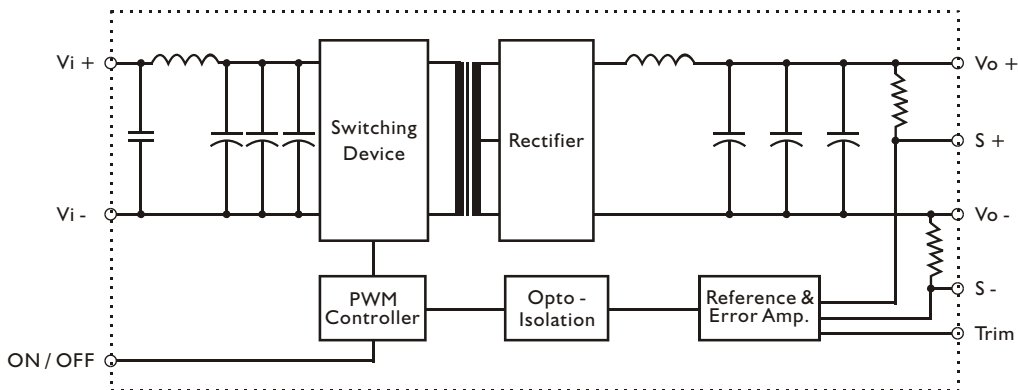 Vi +
Vo +
Switching
Device
Rectifier
S +
Vi -
Vo -
PWM
Controller
Opto -
Isolation
Reference &
Error Amp.
S -
Trim
ON / OFF